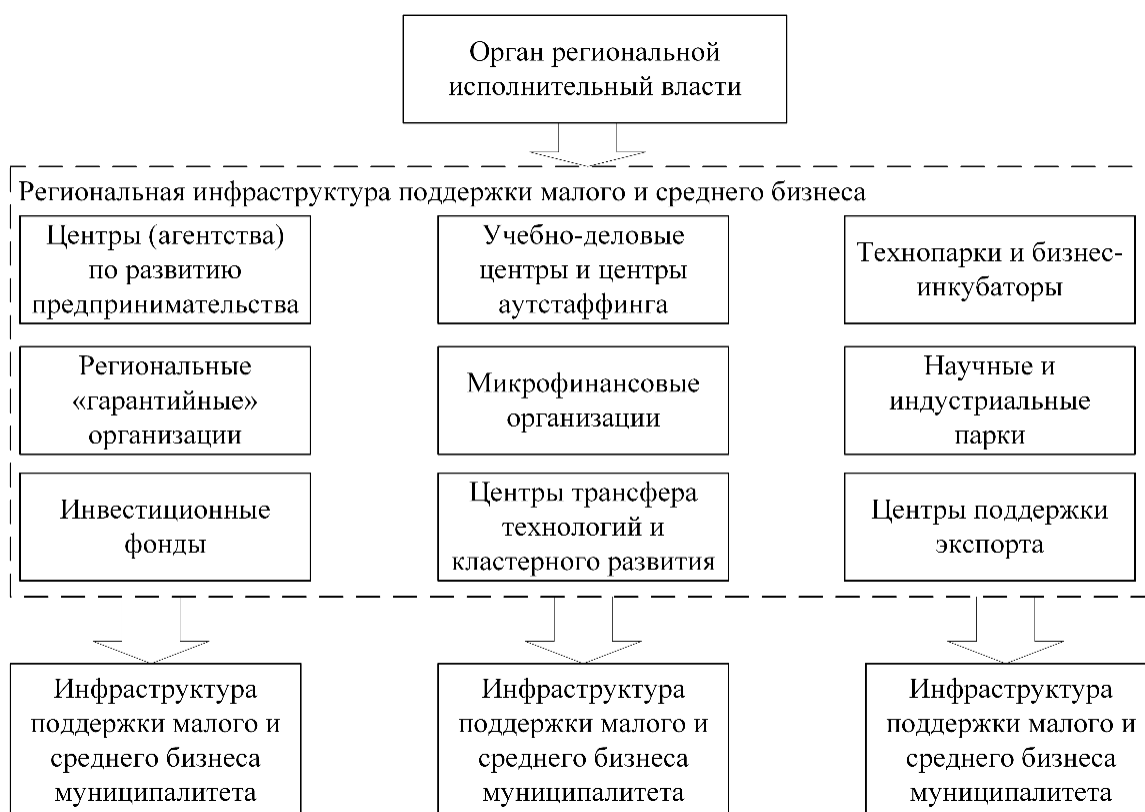 Орган региональной
исполнительный власти
Региональная инфраструктура поддержки малого и среднего бизнеса
Центры (агентства)
по развитию
предпринимательства
Учебно-деловые
центры и центры
аутстаффинга
Технопарки и бизнес-
инкубаторы
Региональные
«гарантийные»
организации
Микрофинансовые
организации
Научные и
индустриальные
парки
Инвестиционные
фонды
Центры трансфера
технологий и
кластерного развития
Центры поддержки
экспорта
Инфраструктура
поддержки малого и
среднего бизнеса
муниципалитета
Инфраструктура
поддержки малого и
среднего бизнеса
муниципалитета
Инфраструктура
поддержки малого и
среднего бизнеса
муниципалитета